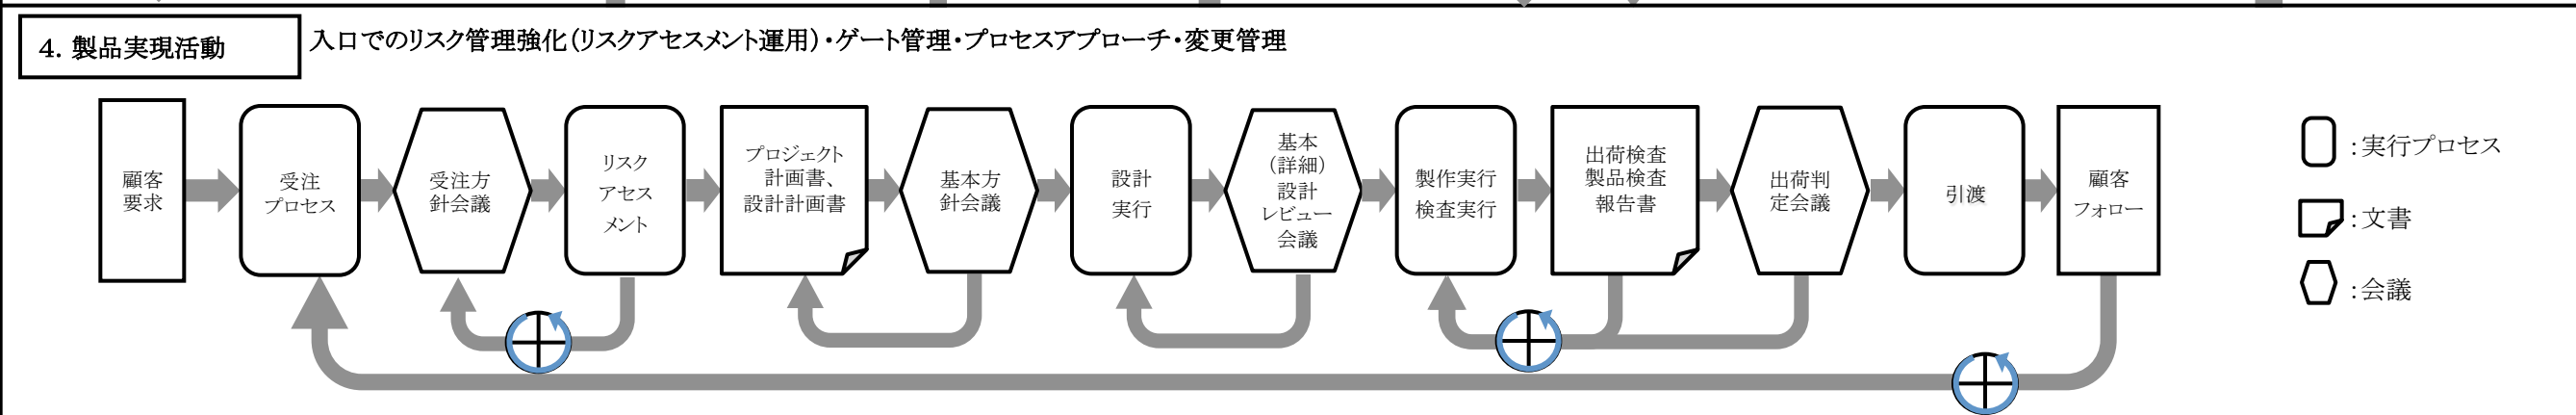 4. 製品実現活動
入口でのリスク管理強化(リスクアセスメント運用)・ゲート管理・プロセスアプローチ・変更管理
顧客
要求
受注
プロセス
受注方
針会議
リスク
アセス
メント
プロジェクト
計画書、
設計計画書
基本方
針会議
設計
実行
基本
(詳細)
設計
レビュー
会議
製作実行
検査実行
出荷検査
製品検査
報告書
出荷判
定会議
引渡
顧客
フォロー
:実行プロセス
:文書
:会議